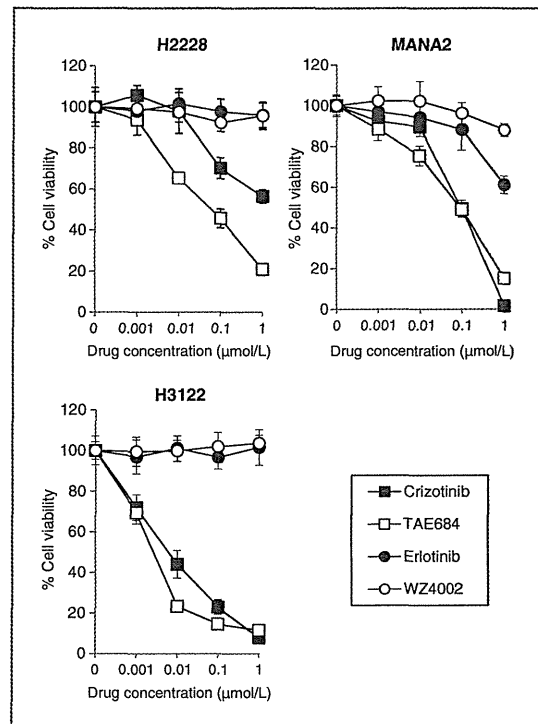 H2228
120
100
80
60
40
20
0
% Cell viability
0 0.001 0.01 0.1 1
Drug concentration (μmol/L)
MANA2
120
100
80
60
40
20
0
% Cell viability
0 0.001 0.01 0.1 1
Drug concentration (μmol/L)
H3122
120
100
80
60
40
20
0
% Cell viability
0 0.001 0.01 0.1 1
Drug concentration (μmol/L)
Crizotinib
TAE684
Erlotinib
WZ4002